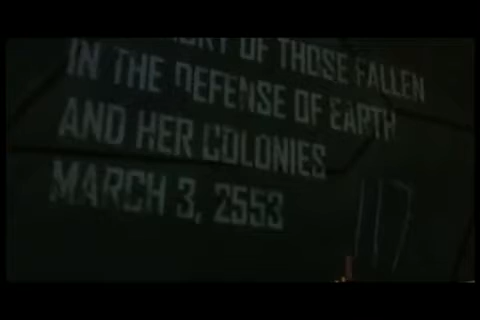 OF THOSE FALLEN
IN THE DEFENSE OF EARTH
AND HER COLONIES
MARCH 3, 2553
117